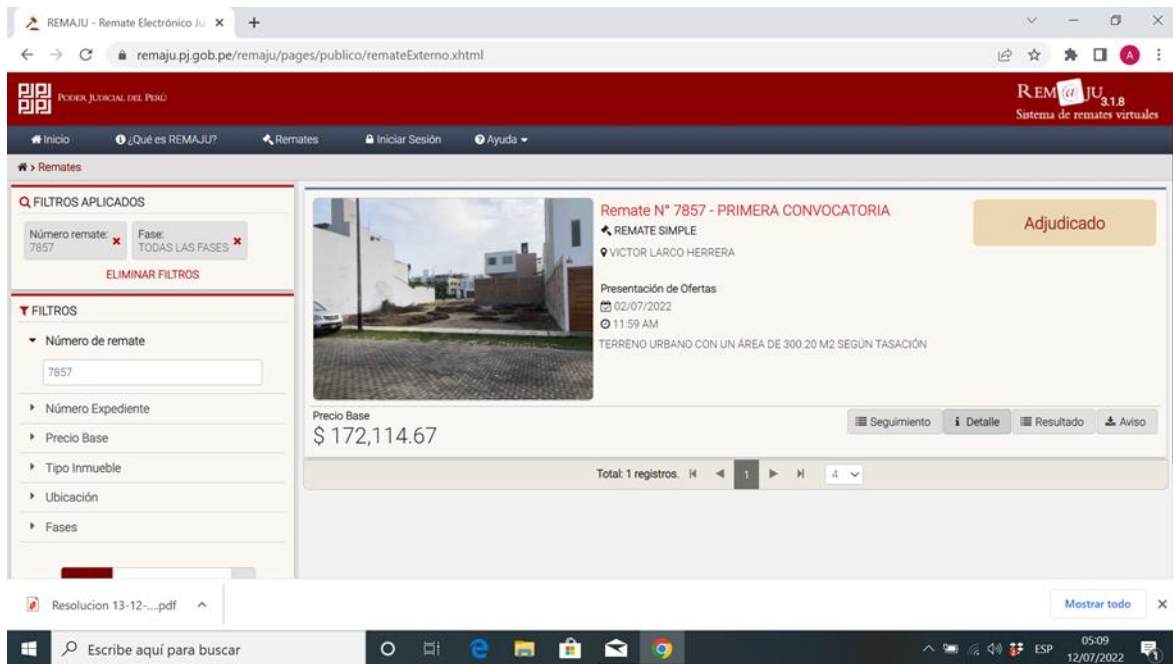 REMAJU - Remate Electrónico Ju
remaju.pj.gob.pe/remaju/pages/publico/remateExterno.xhtml
A
PODER JUDICIAL DEL PERÚ
REM@JU 3.1.8
Sistema de remates virtuales
Inicio
¿Qué es REMAJU?
Remates
Iniciar Sesión
Ayuda
> Remates
FILTROS APLICADOS
Número remate:
7857
Fase:
TODAS LAS FASES
ELIMINAR FILTROS
FILTROS
Número de remate
7857
Número Expediente
Precio Base
Tipo Inmueble
Ubicación
Fases
Remate N° 7857 - PRIMERA CONVOCATORIA
REMATE SIMPLE
VICTOR LARCO HERRERA
Presentación de Ofertas
02/07/2022
11:59 AM
TERRENO URBANO CON UN ÁREA DE 300.20 M2 SEGÚN TASACIÓN
Adjudicado
Precio Base
$ 172,114.67
Seguimiento
Detalle
Resultado
Aviso
Total: 1 registros.
1
4
Resolucion 13-12-....pdf
Mostrar todo
Escribe aquí para buscar
ESP
05:09
12/07/2022